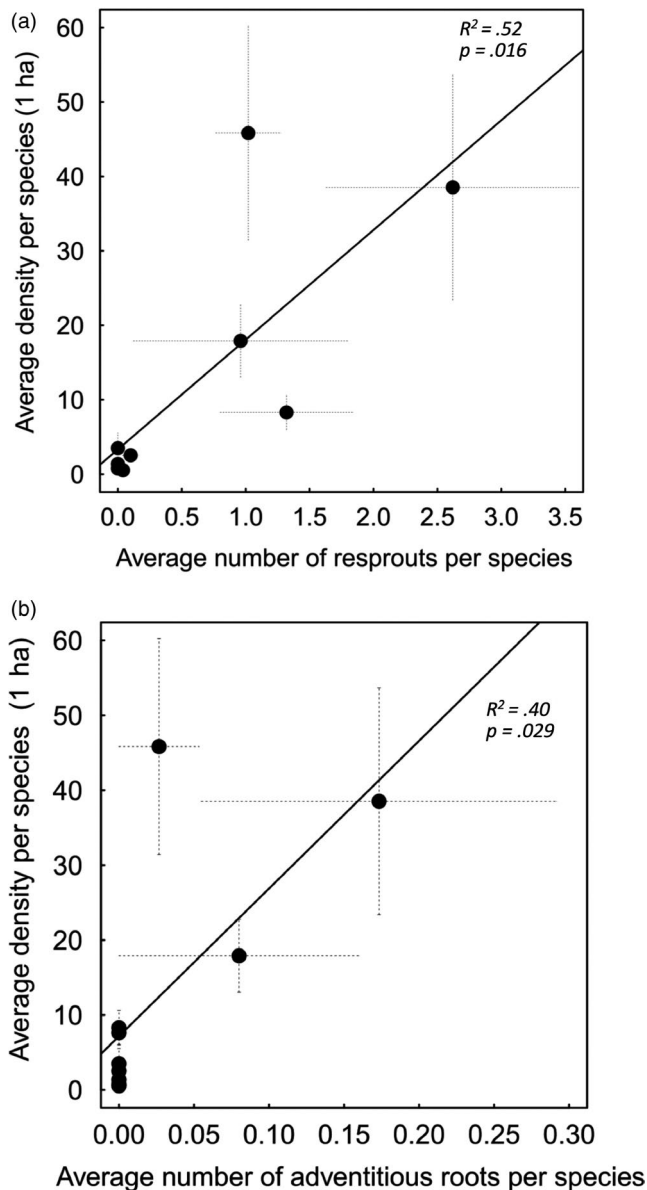 (a)
60
50
40
30
20
10
0
Average density per species (1 ha)
R² = .52
p = .016
0.0 0.5 1.0 1.5 2.0 2.5 3.0 3.5
Average number of resprouts per species
(b)
60
50
40
30
20
10
0
Average density per species (1 ha)
R² = .40
p = .029
0.00 0.05 0.10 0.15 0.20 0.25 0.30
Average number of adventitious roots per species